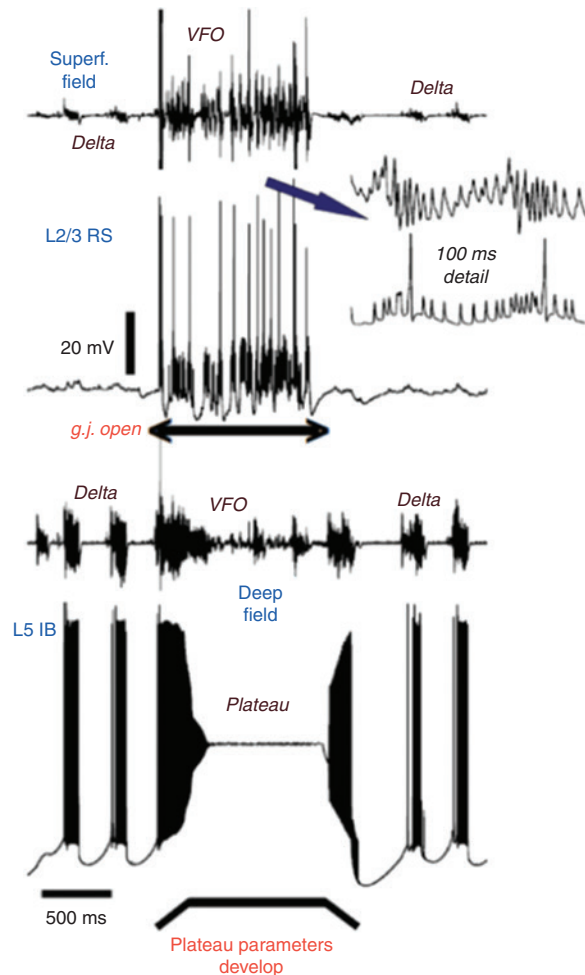 VFO
Superf.
field
Delta
Delta
L2/3 RS
100 ms
detail
20 mV
g.j. open
Delta
VFO
Delta
Deep
field
L5 IB
Plateau
500 ms
Plateau parameters
develop